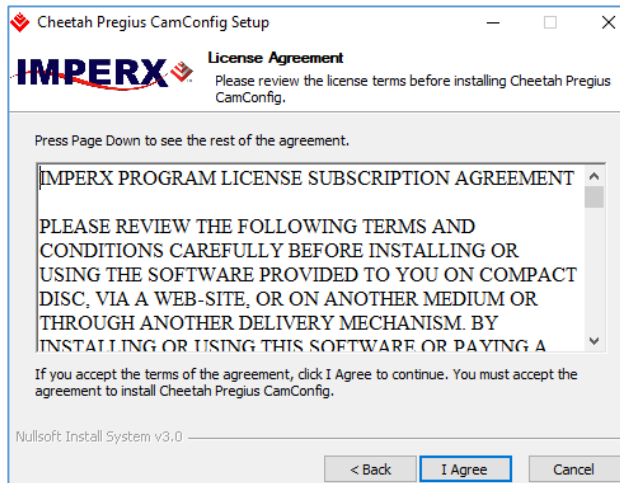 Cheetah Pregius CamConfig Setup
IMPERX
License Agreement
Please review the license terms before installing Cheetah Pregius
CamConfig.
Press Page Down to see the rest of the agreement.
IMPERX PROGRAM LICENSE SUBSCRIPTION AGREEMENT
PLEASE REVIEW THE FOLLOWING TERMS AND
CONDITIONS CAREFULLY BEFORE INSTALLING OR
USING THE SOFTWARE PROVIDED TO YOU ON COMPACT
DISC, VIA A WEB-SITE, OR ON ANOTHER MEDIUM OR
THROUGH ANOTHER DELIVERY MECHANISM. BY
INSTALLING OR USING THIS SOFTWARE OR PAYING A
If you accept the terms of the agreement, click I Agree to continue. You must accept the
agreement to install Cheetah Pregius CamConfig.
Nullsoft Install System v3.0
< Back I Agree Cancel